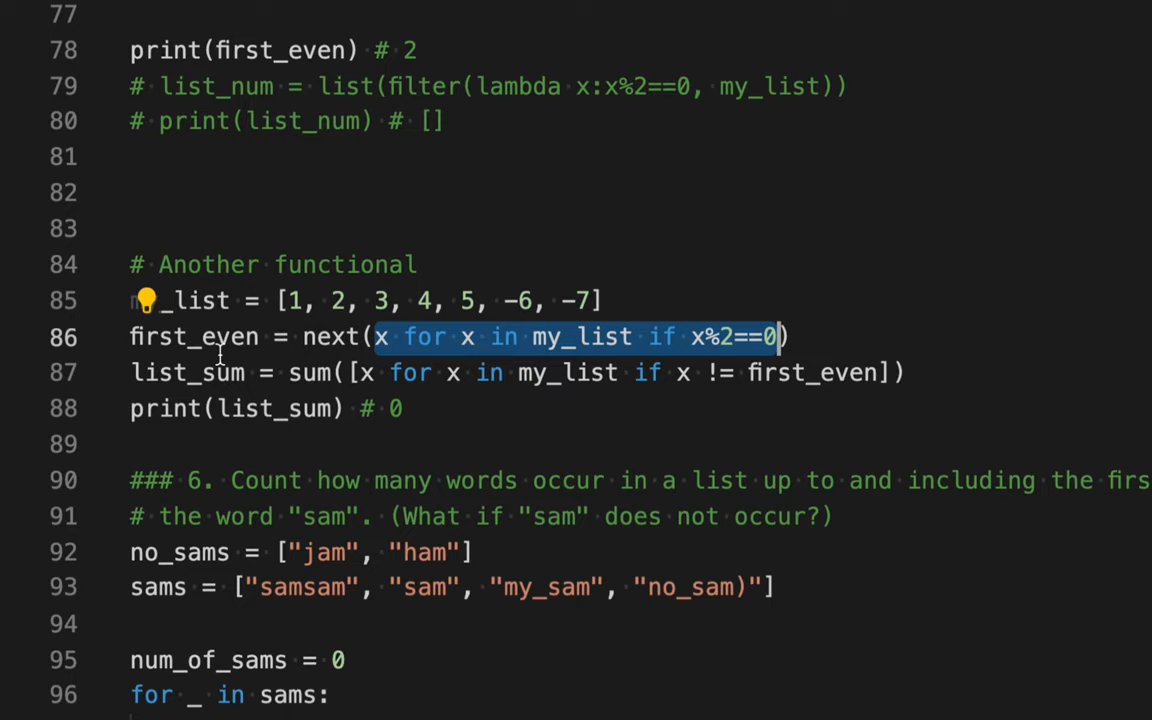 77
78 print(first_even) # 2
79 # list_num = list(filter(lambda x:x%2==0, my_list))
80 # print(list_num) # []
81
82
83
84 # Another functional
85 m _list = [1, 2, 3, 4, 5, -6, -7]
86 first_even = next(x for x in my_list if x%2==0)
87 list_sum = sum([x for x in my_list if x != first_even])
88 print(list_sum) # 0
89
90 ### 6. Count how many words occur in a list up to and including the firs
91 # the word "sam". (What if "sam" does not occur?)
92 no_sams = ["jam", "ham"]
93 sams = ["samsam", "sam", "my_sam", "no_sam)"]
94
95 num_of_sams = 0
96 for _ in sams: